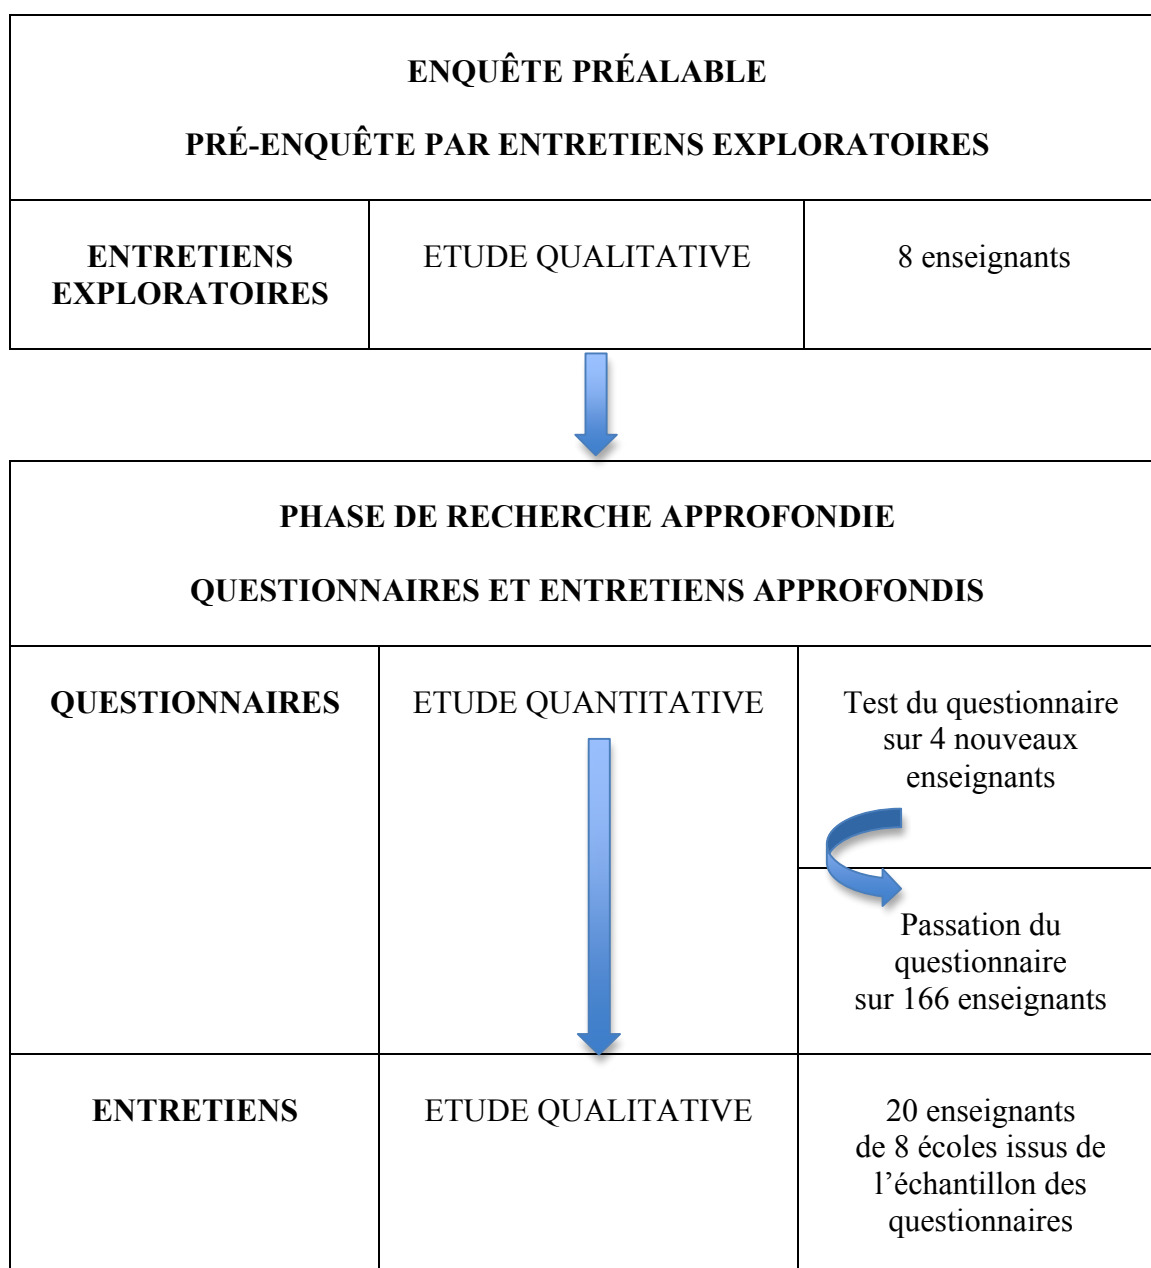 ENQUÊTE PRÉALABLE
PRÉ-ENQUÊTE PAR ENTRETIENS EXPLORATOIRES
ENTRETIENS
EXPLORATOIRES
ETUDE QUALITATIVE
8 enseignants
PHASE DE RECHERCHE APPROFONDIE
QUESTIONNAIRES ET ENTRETIENS APPROFONDIS
QUESTIONNAIRES
ETUDE QUANTITATIVE
Test du questionnaire
sur 4 nouveaux
enseignants
Passation du
questionnaire
sur 166 enseignants
ENTRETIENS
ETUDE QUALITATIVE
20 enseignants
de 8 écoles issus de
l’échantillon des
questionnaires